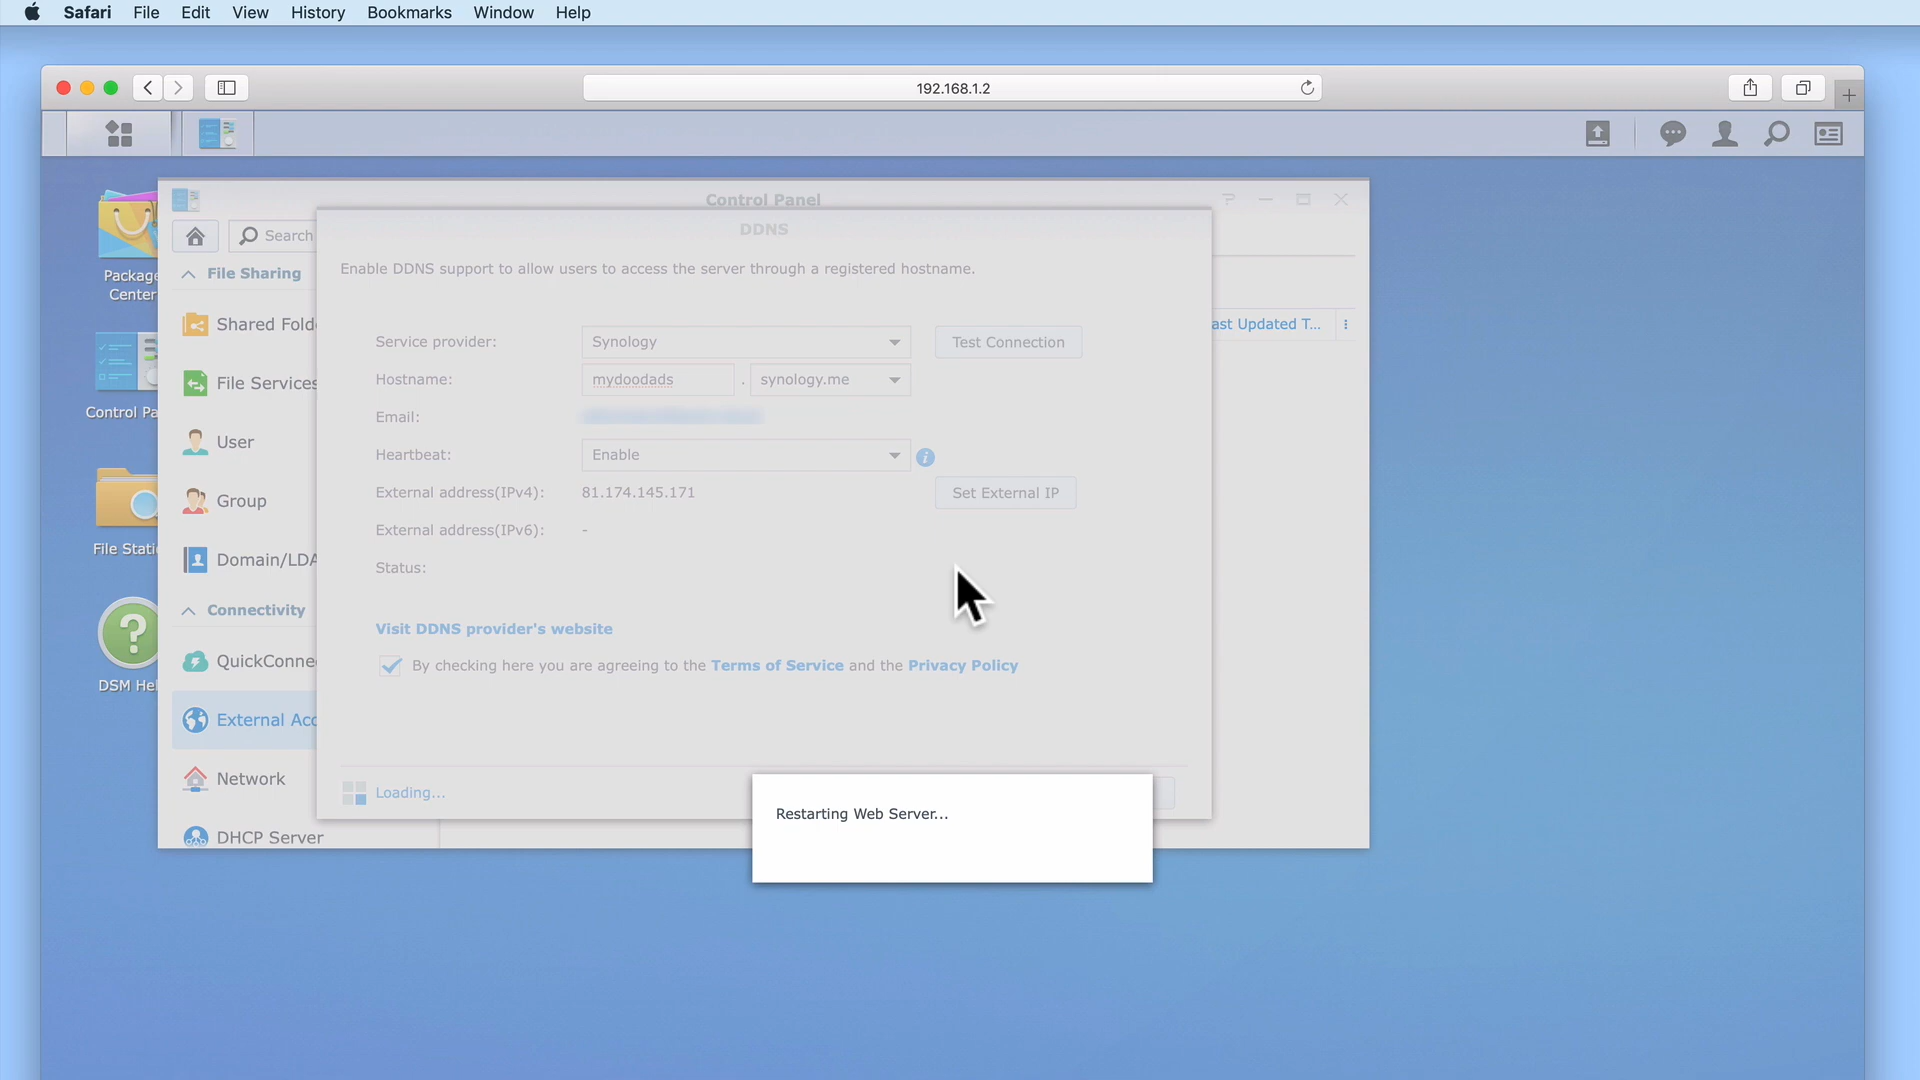 Safari File Edit View History Bookmarks Window Help
192.168.1.2
Control Panel
DDNS
Search
Enable DDNS support to allow users to access the server through a registered hostname.
Package
Center
File Sharing
Shared Fold
ast Updated T...
Service provider: Synology Test Connection
Hostname: mydoodads . synology.me
File Services
Control Pa
Email:
User
Heartbeat: Enable
External address(IPv4): 81.174.145.171 Set External IP
Group
External address(IPv6): -
File Stati
Domain/LDA
Status:
Connectivity
Visit DDNS provider's website
QuickConne
By checking here you are agreeing to the Terms of Service and the Privacy Policy
DSM Hel
External Acc
Network
Loading...
Restarting Web Server...
DHCP Server